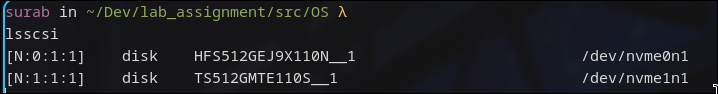 surab in ~/Dev/lab_assignment/src/OS λ
lsscsi
[N:0:1:1]    disk    HFS512GEJ9X110N__1                         /dev/nvme0n1
[N:1:1:1]    disk    TS512GMTE110S__1                           /dev/nvme1n1